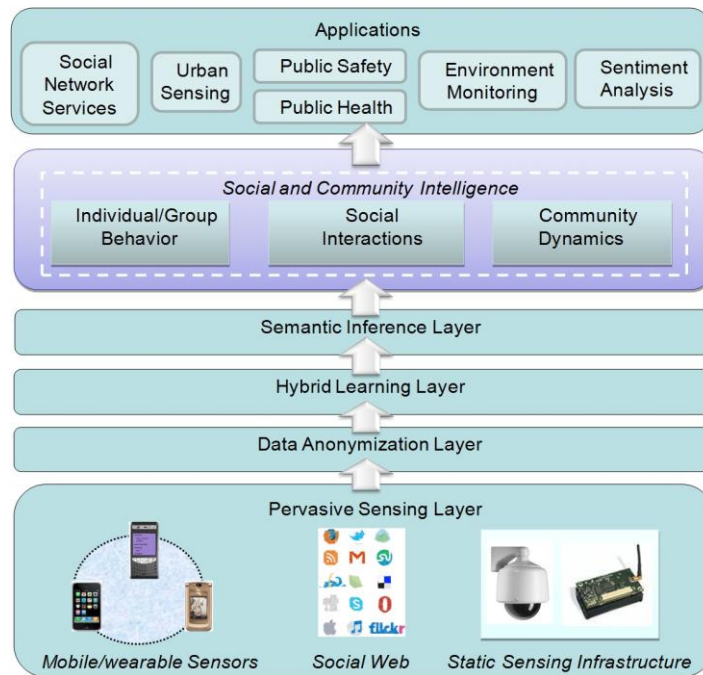 Applications
Social
Network
Services
Urban
Sensing
Public Safety
Public Health
Environment
Monitoring
Sentiment
Analysis
Social and Community Intelligence
Individual/Group
Behavior
Social
Interactions
Community
Dynamics
Semantic Inference Layer
Hybrid Learning Layer
Data Anonymization Layer
Pervasive Sensing Layer
flickr
Mobile/wearable Sensors
Social Web
Static Sensing Infrastructure